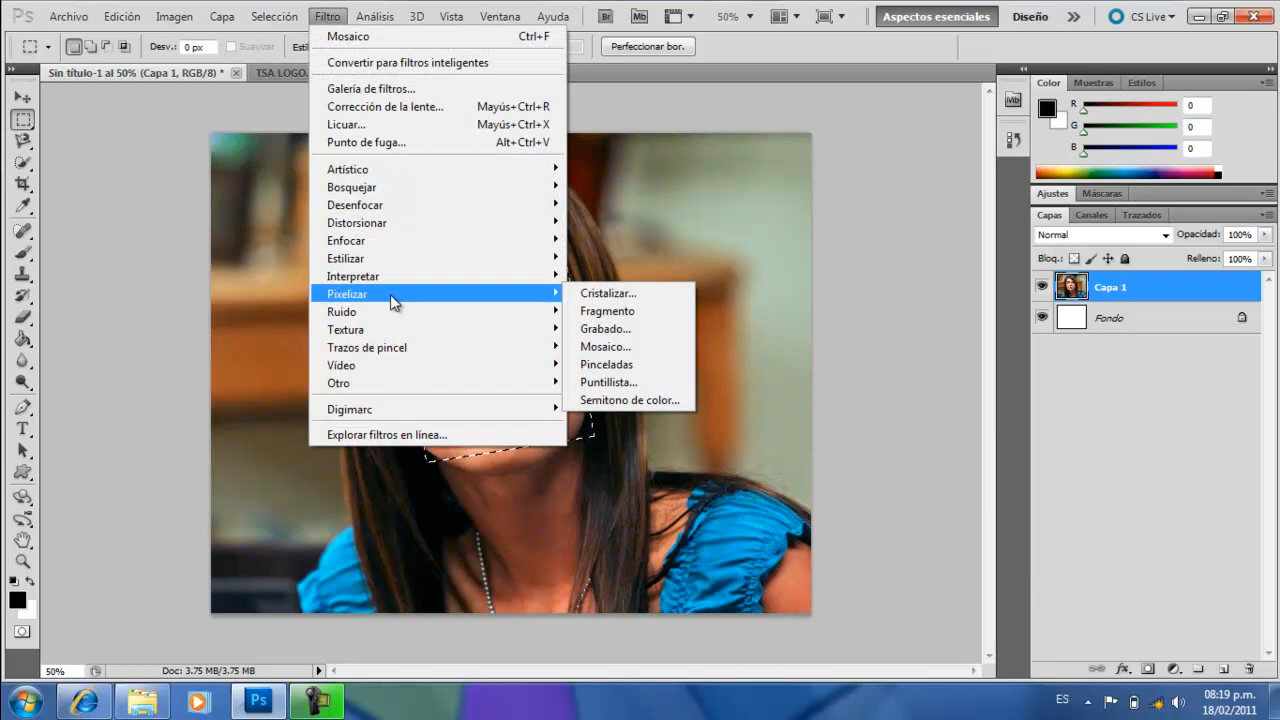 Ps Archivo Edición Imagen Capa Selección Filtro Análisis 3D Vista Ventana Ayuda Br Mb 50% Aspectos esenciales Diseño CS Live
Desv.: 0 px Suavizar Perfeccionar bor.
Sin título-1 al 50% (Capa 1, RGB/8) * TSA LOGO.
Mosaico Ctrl+F
Convertir para filtros inteligentes
Galería de filtros...
Corrección de la lente... Mayús+Ctrl+R
Licuar... Mayús+Ctrl+X
Punto de fuga... Alt+Ctrl+V
Artístico
Bosquejar
Desenfocar
Distorsionar
Enfocar
Estilizar
Interpretar
Pixelizar
Ruido
Textura
Trazos de pincel
Vídeo
Otro
Digimarc
Explorar filtros en línea...
Cristalizar...
Fragmento
Grabado...
Mosaico...
Pinceladas
Puntillista...
Semitono de color...
Mb
Color Muestras Estilos
R 0
G 0
B 0
Ajustes Máscaras
Capas Canales Trazados
Normal Opacidad: 100%
Bloq.: Relleno: 100%
Capa 1
Fondo
50% Doc: 3.75 MB/3.75 MB
Ps ES 08:19 p.m.
18/02/2011